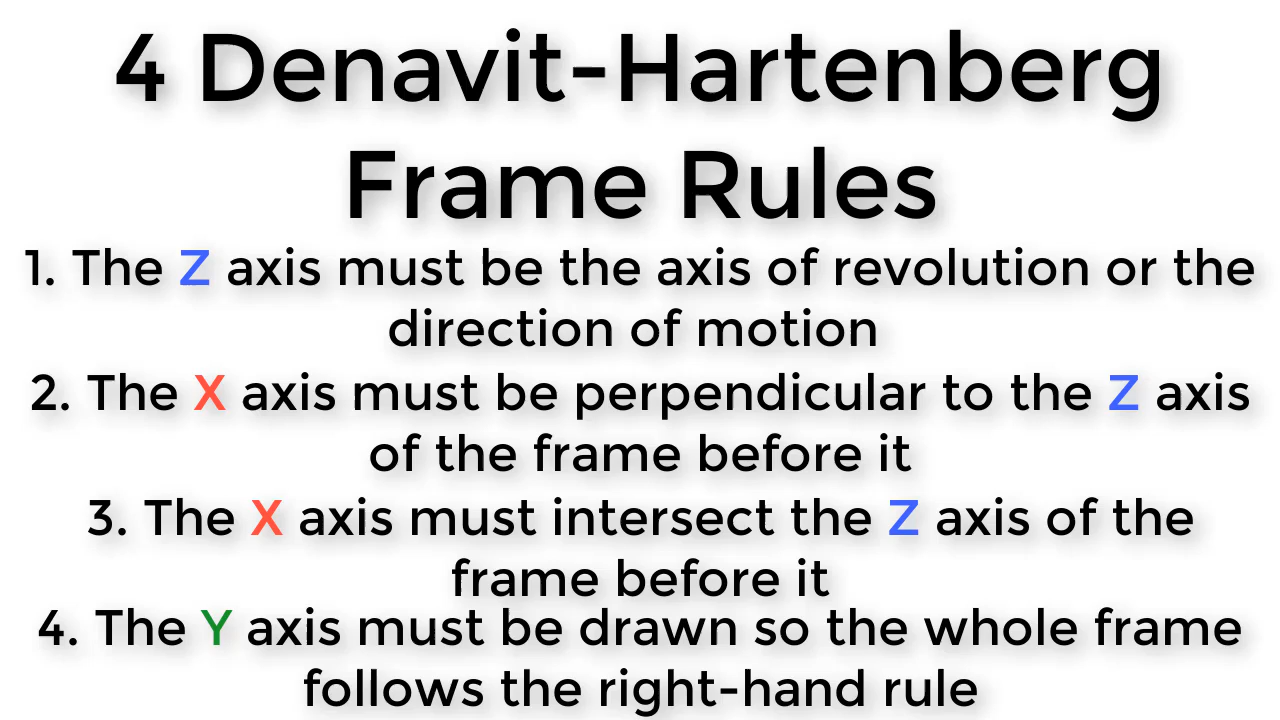 4 Denavit-Hartenberg
Frame Rules
1. The Z axis must be the axis of revolution or the
direction of motion
2. The X axis must be perpendicular to the Z axis
of the frame before it
3. The X axis must intersect the Z axis of the
frame before it
4. The Y axis must be drawn so the whole frame
follows the right-hand rule